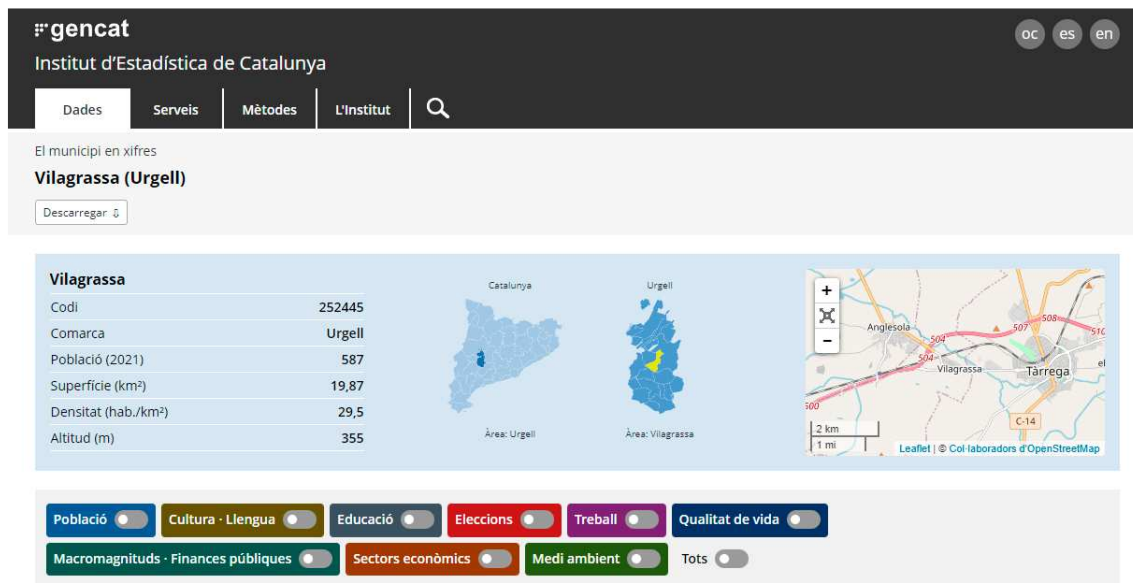 gencat
oc es en
Institut d'Estadística de Catalunya
Dades Serveis Mètodes L'Institut
El municipi en xifres
Vilagrassa (Urgell)
Descarregar ⇩
Vilagrassa
Codi 252445
Comarca Urgell
Població (2021) 587
Superfície (km²) 19,87
Densitat (hab./km²) 29,5
Altitud (m) 355
Catalunya
Àrea: Urgell
Urgell
Àrea: Vilagrassa
+
−
Anglesola
504
504
507
508
510
Vilagrassa
Tàrrega
el
500
C-14
2 km
1 mi
Leaflet | © Col·laboradors d'OpenStreetMap
Població Cultura · Llengua Educació Eleccions Treball Qualitat de vida
Macromagnituds · Finances públiques Sectors econòmics Medi ambient Tots